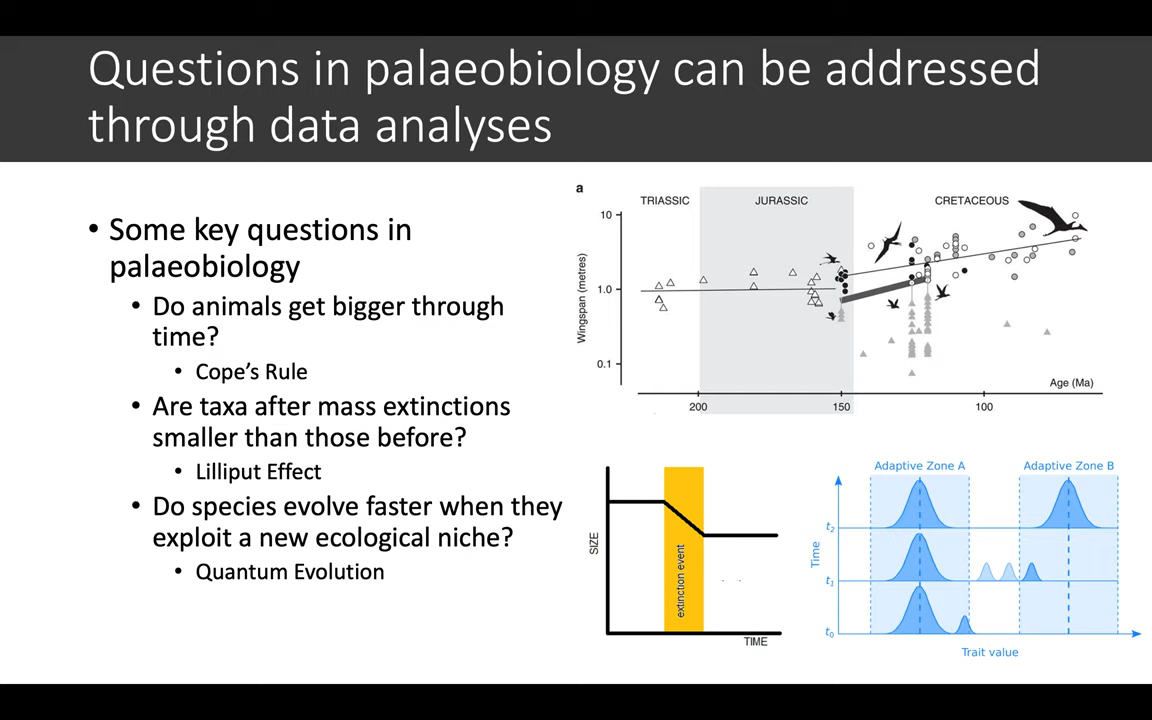 Questions in palaeobiology can be addressed
through data analyses
• Some key questions in
palaeobiology
• Do animals get bigger through
time?
• Cope’s Rule
• Are taxa after mass extinctions
smaller than those before?
• Lilliput Effect
• Do species evolve faster when they
exploit a new ecological niche?
• Quantum Evolution
a
TRIASSIC JURASSIC CRETACEOUS
10
1.0
0.1
Wingspan (metres)
Age (Ma)
200 150 100
SIZE
extinction event
TIME
Adaptive Zone A Adaptive Zone B
Time
t2
t1
t0
Trait value